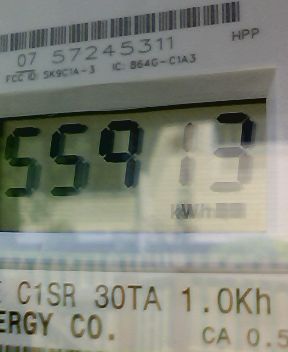 07 57245311
HPP
FCC ID: SK9C1A-3 IC: 864G-C1A3
55913
kWh
C1SR 30TA 1.0Kh
ERGY CO.
CA 0.5